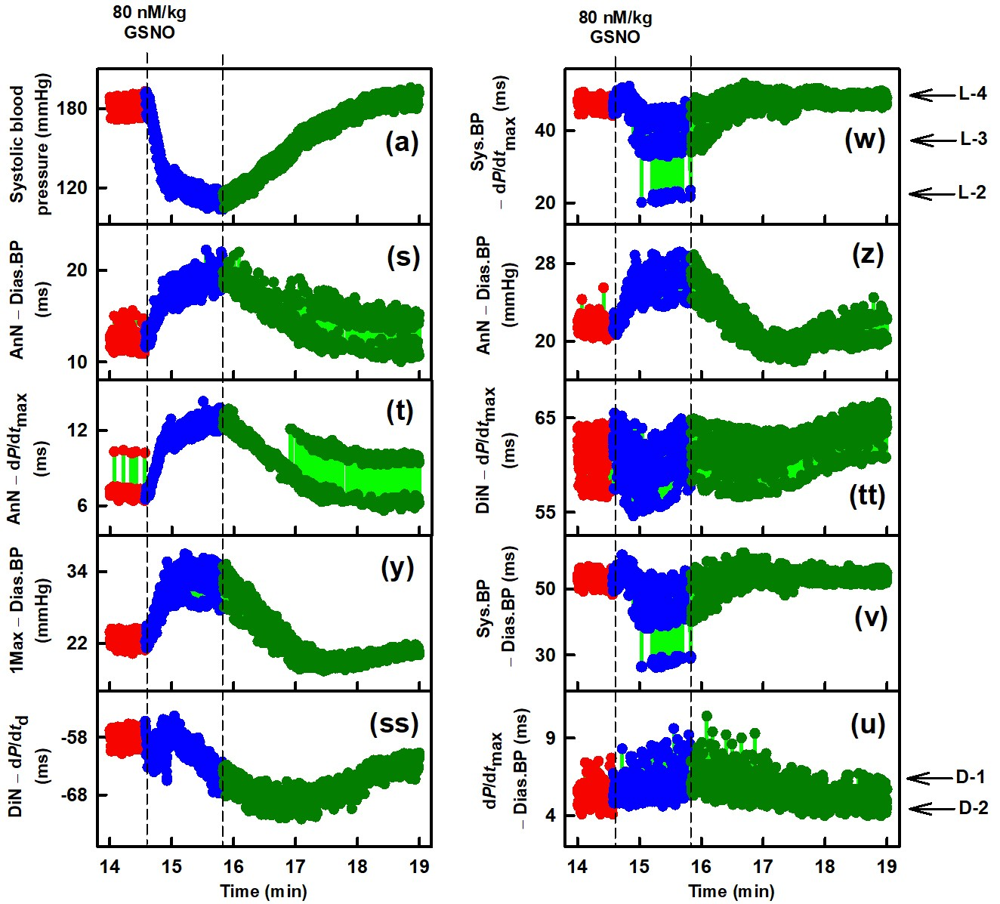 80 nM/kg
GSNO
80 nM/kg
GSNO
Systolic blood
pressure (mmHg)
180
120
(a)
Sys.BP
– dP/dtmax (ms)
40
20
(w)
L-4
L-3
L-2
AnN – Dias.BP
(ms)
20
10
(s)
AnN – Dias.BP
(mmHg)
28
20
(z)
AnN – dP/dtmax
(ms)
12
6
(t)
DiN – dP/dtmax
(ms)
65
55
(tt)
1Max – Dias.BP
(mmHg)
34
22
(y)
Sys.BP
– Dias.BP (ms)
50
30
(v)
DiN – dP/dtd
(ms)
-58
-68
(ss)
dP/dtmax
– Dias.BP (ms)
9
4
(u)
D-1
D-2
14 15 16 17 18 19
Time (min)
14 15 16 17 18 19
Time (min)